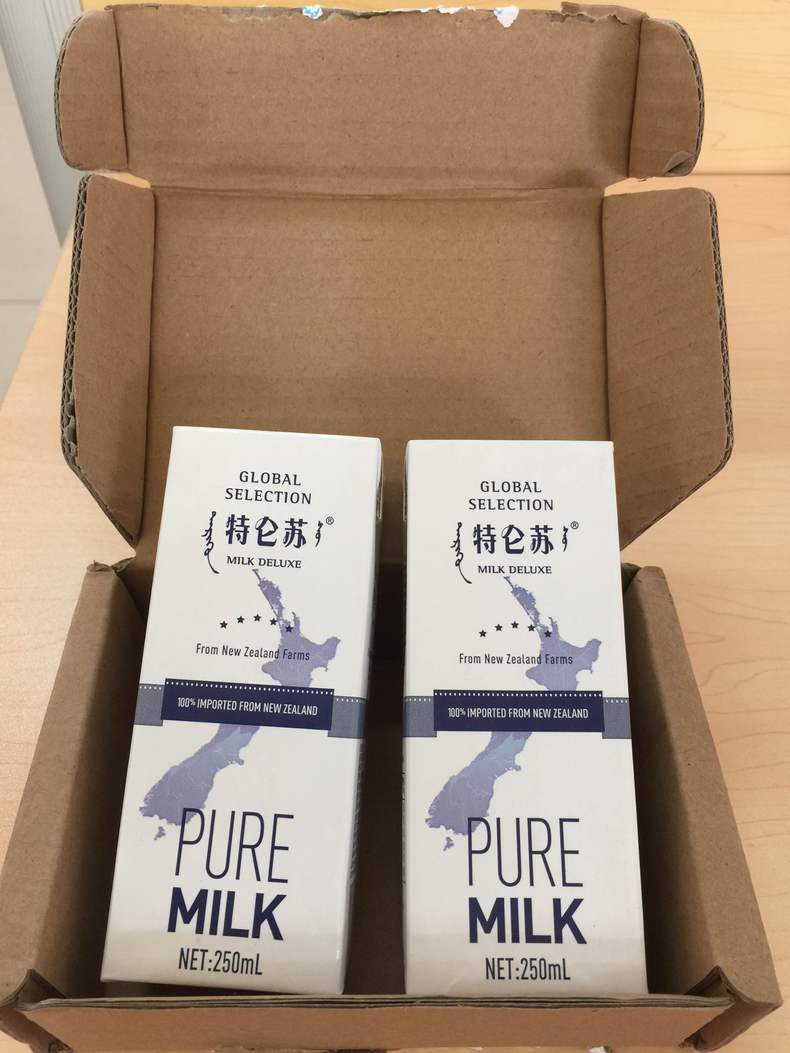 GLOBAL
SELECTION
特仑苏®
MILK DELUXE
From New Zealand Farms
100% IMPORTED FROM NEW ZEALAND
PURE
MILK
NET:250mL
GLOBAL
SELECTION
特仑苏®
MILK DELUXE
From New Zealand Farms
100% IMPORTED FROM NEW ZEALAND
PURE
MILK
NET:250mL